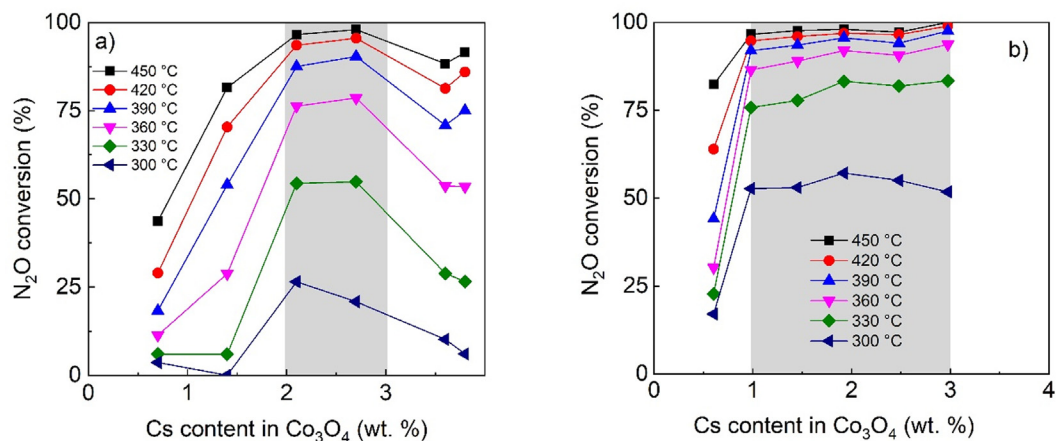 a)
450 °C
420 °C
390 °C
360 °C
330 °C
300 °C
N₂O conversion (%)
100
75
50
25
0
0 1 2 3
Cs content in Co₃O₄ (wt. %)
b)
450 °C
420 °C
390 °C
360 °C
330 °C
300 °C
N₂O conversion (%)
100
75
50
25
0
0 1 2 3 4
Cs content in Co₃O₄ (wt. %)